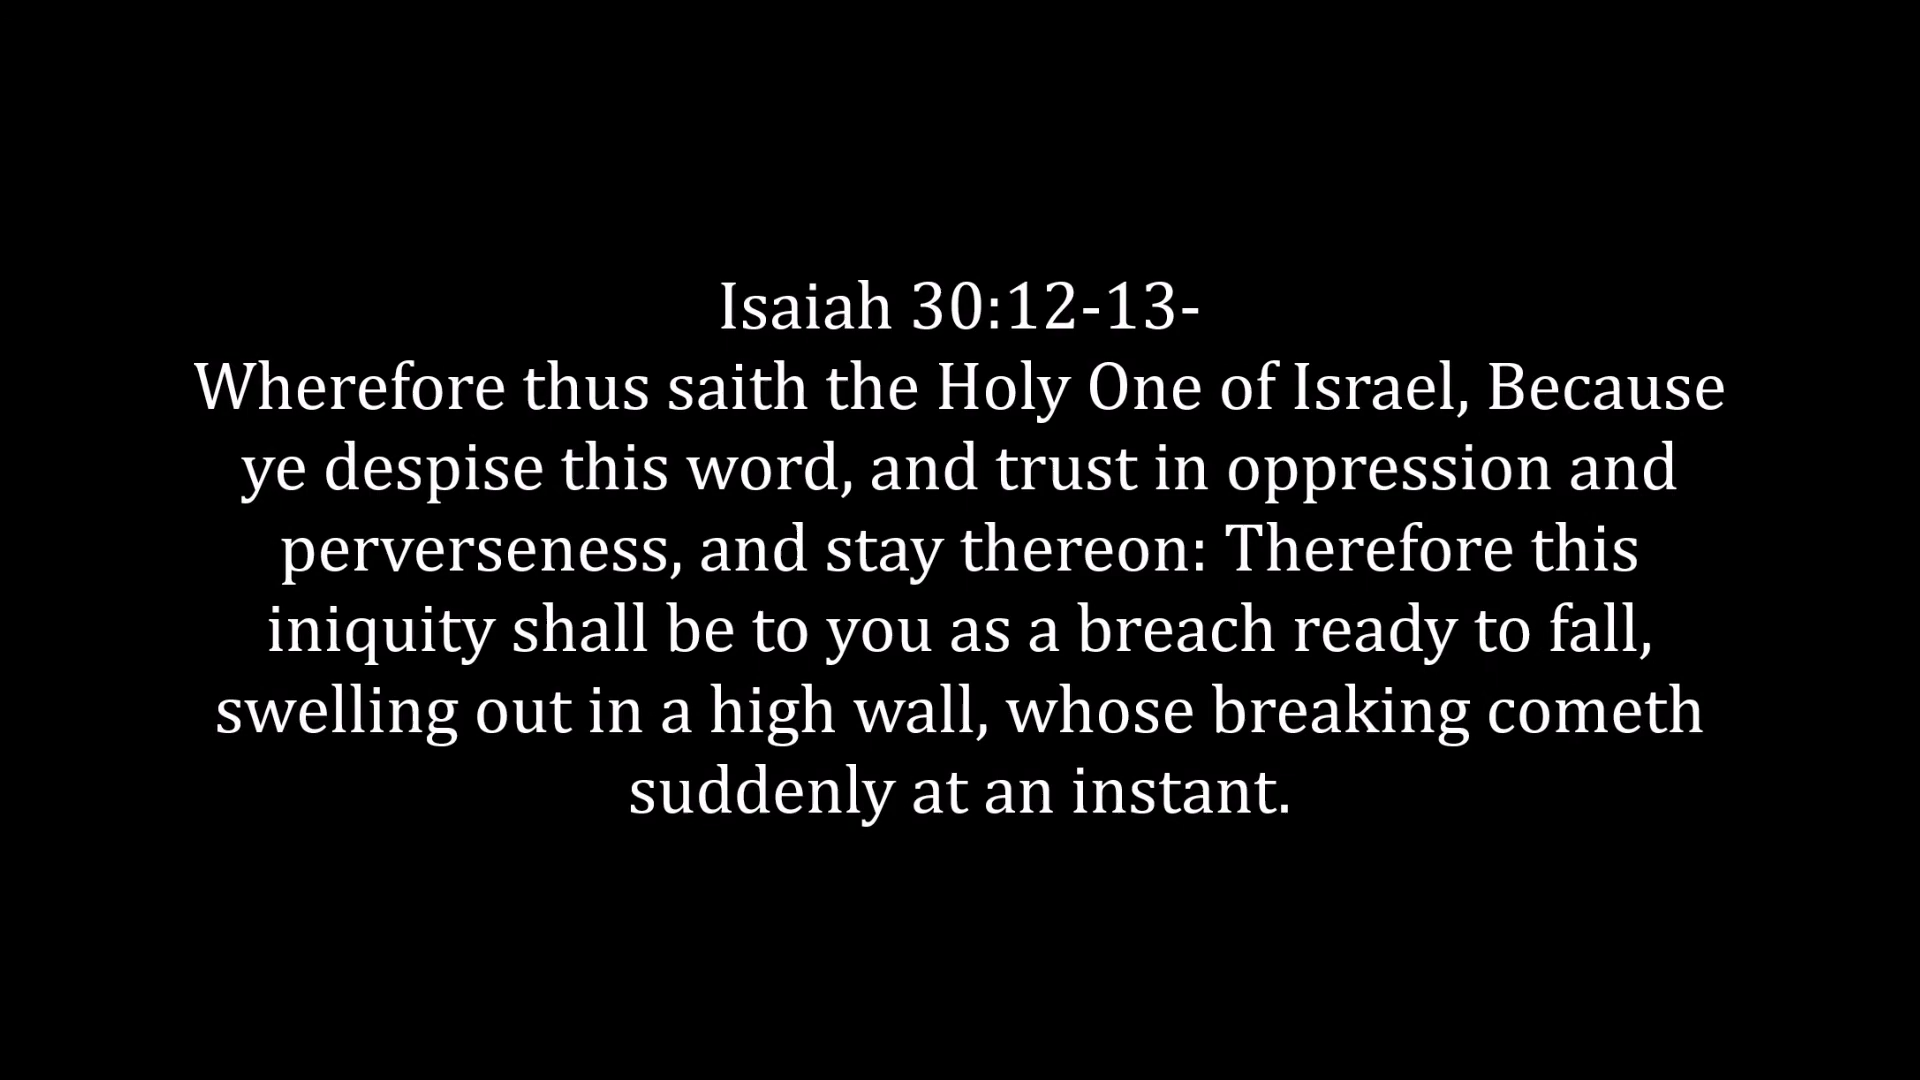 Isaiah 30:12-13-
Wherefore thus saith the Holy One of Israel, Because
ye despise this word, and trust in oppression and
perverseness, and stay thereon: Therefore this
iniquity shall be to you as a breach ready to fall,
swelling out in a high wall, whose breaking cometh
suddenly at an instant.